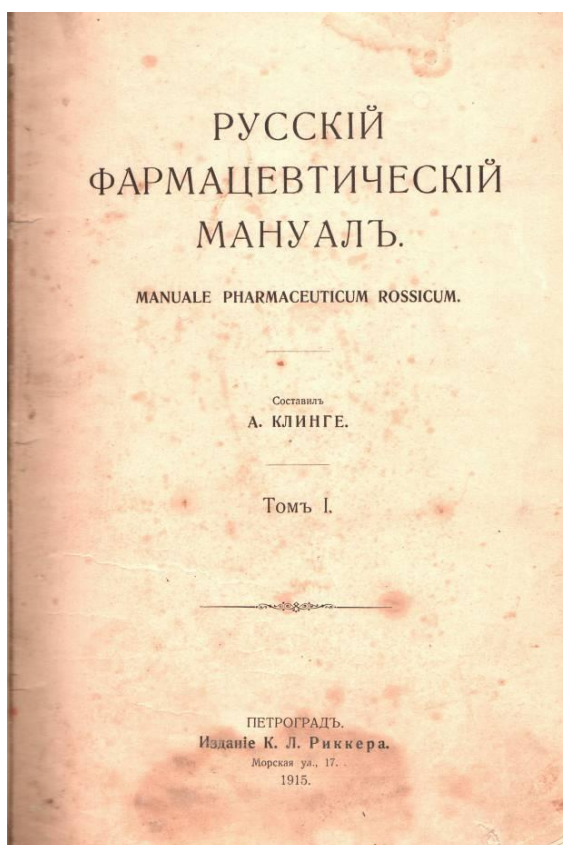 РУССКІЙ
ФАРМАЦЕВТИЧЕСКІЙ
МАНУАЛЪ.
MANUALE PHARMACEUTICUM ROSSICUM.
Составилъ
А. КЛИНГЕ.
Томъ I.
ПЕТРОГРАДЪ.
Изданіе К. Л. Риккера.
Морская ул., 17.
1915.